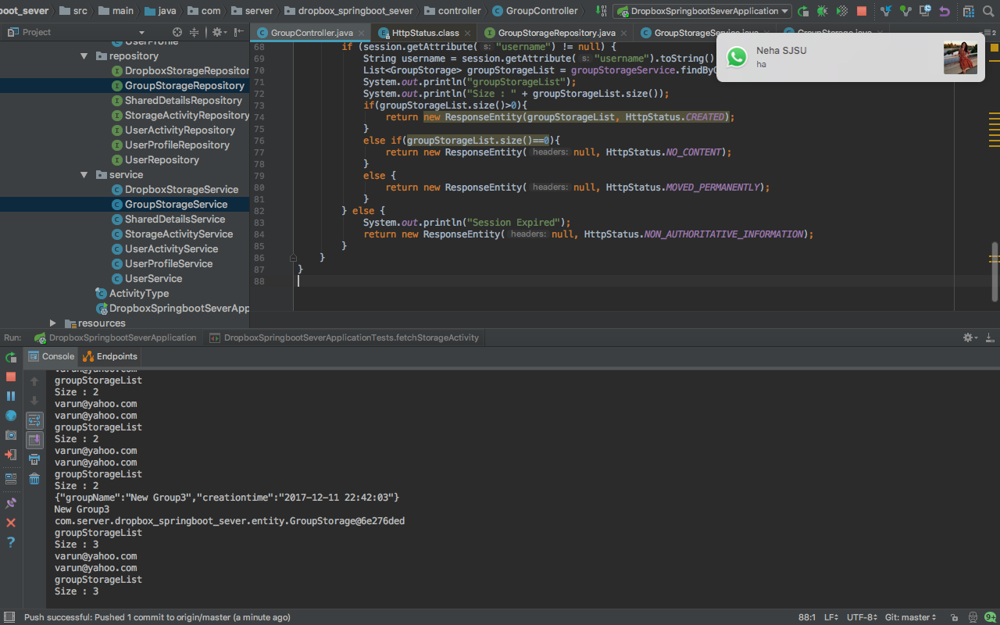 boot_sever src main java com server dropbox_springboot_sever controller GroupController DropboxSpringbootSeverApplication
Project
GroupController.java HttpStatus.class GroupStorageRepository.java GroupStorageService.java GroupStorage.java 2
Neha SJSU
ha
UserProfile
repository
DropboxStorageRepositor
GroupStorageRepository
SharedDetailsRepository
StorageActivityRepository
UserActivityRepository
UserProfileRepository
UserRepository
service
DropboxStorageService
GroupStorageService
SharedDetailsService
StorageActivityService
UserActivityService
UserProfileService
UserService
ActivityType
DropboxSpringbootSeverApp
resources
68 if (session.getAttribute( s: "username") != null) {
69 String username = session.getAttribute( s: "username").toString()
70 List<GroupStorage> groupStorageList = groupStorageService.findByG
71 System.out.println("groupStorageList");
72 System.out.println("Size : " + groupStorageList.size());
73 if(groupStorageList.size()>0){
74 return new ResponseEntity(groupStorageList, HttpStatus.CREATED);
75 }
76 else if(groupStorageList.size()==0){
77 return new ResponseEntity( headers: null, HttpStatus.NO_CONTENT);
78 }
79 else {
80 return new ResponseEntity( headers: null, HttpStatus.MOVED_PERMANENTLY);
81 }
82 } else {
83 System.out.println("Session Expired");
84 return new ResponseEntity( headers: null, HttpStatus.NON_AUTHORITATIVE_INFORMATION);
85 }
86 }
87 }
88
Run: DropboxSpringbootSeverApplication DropboxSpringbootSeverApplicationTests.fetchStorageActivity
Console Endpoints
varun@yahoo.com
groupStorageList
Size : 2
varun@yahoo.com
varun@yahoo.com
groupStorageList
Size : 2
varun@yahoo.com
varun@yahoo.com
groupStorageList
Size : 2
{"groupName":"New Group3","creationtime":"2017-12-11 22:42:03"}
New Group3
com.server.dropbox_springboot_sever.entity.GroupStorage@6e276ded
groupStorageList
Size : 3
varun@yahoo.com
varun@yahoo.com
groupStorageList
Size : 3
Push successful: Pushed 1 commit to origin/master (a minute ago) 88:1 LF UTF-8 Git: master 9+